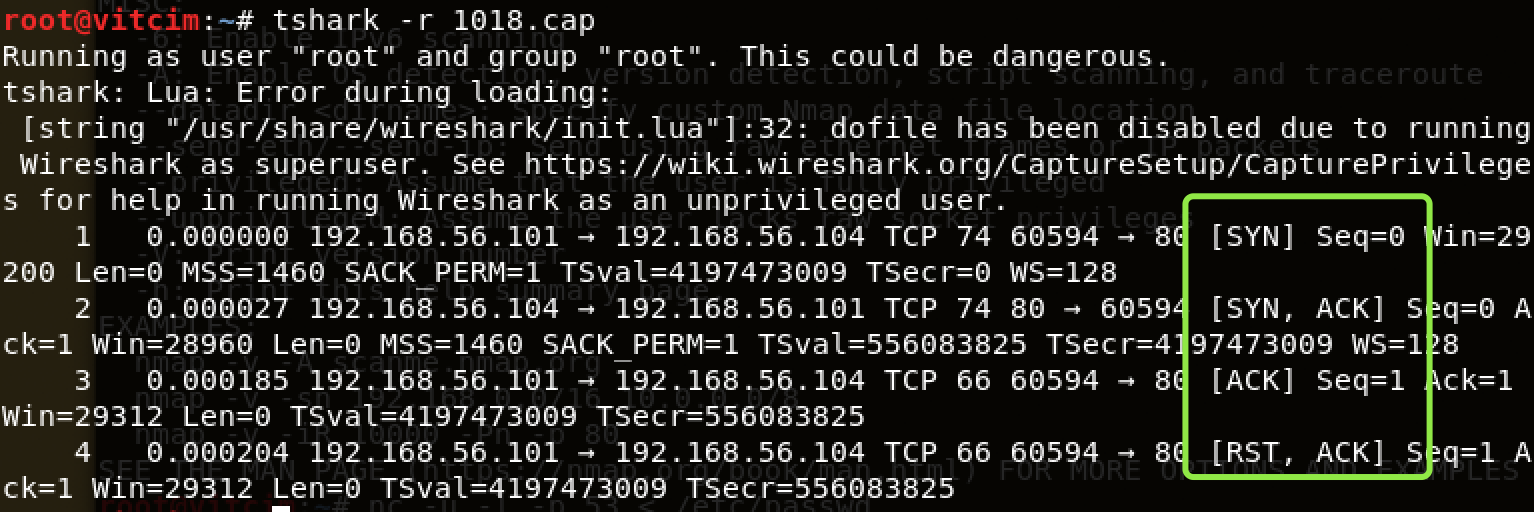 root@vitcim:~# tshark -r 1018.cap
Running as user "root" and group "root". This could be dangerous.
tshark: Lua: Error during loading:
 [string "/usr/share/wireshark/init.lua"]:32: dofile has been disabled due to running
 Wireshark as superuser. See https://wiki.wireshark.org/CaptureSetup/CapturePrivilege
s for help in running Wireshark as an unprivileged user.
    1   0.000000 192.168.56.101 → 192.168.56.104 TCP 74 60594 → 80 [SYN] Seq=0 Win=29
200 Len=0 MSS=1460 SACK_PERM=1 TSval=4197473009 TSecr=0 WS=128
    2   0.000027 192.168.56.104 → 192.168.56.101 TCP 74 80 → 60594 [SYN, ACK] Seq=0 A
ck=1 Win=28960 Len=0 MSS=1460 SACK_PERM=1 TSval=556083825 TSecr=4197473009 WS=128
    3   0.000185 192.168.56.101 → 192.168.56.104 TCP 66 60594 → 80 [ACK] Seq=1 Ack=1
Win=29312 Len=0 TSval=4197473009 TSecr=556083825
    4   0.000204 192.168.56.101 → 192.168.56.104 TCP 66 60594 → 80 [RST, ACK] Seq=1 A
ck=1 Win=29312 Len=0 TSval=4197473009 TSecr=556083825